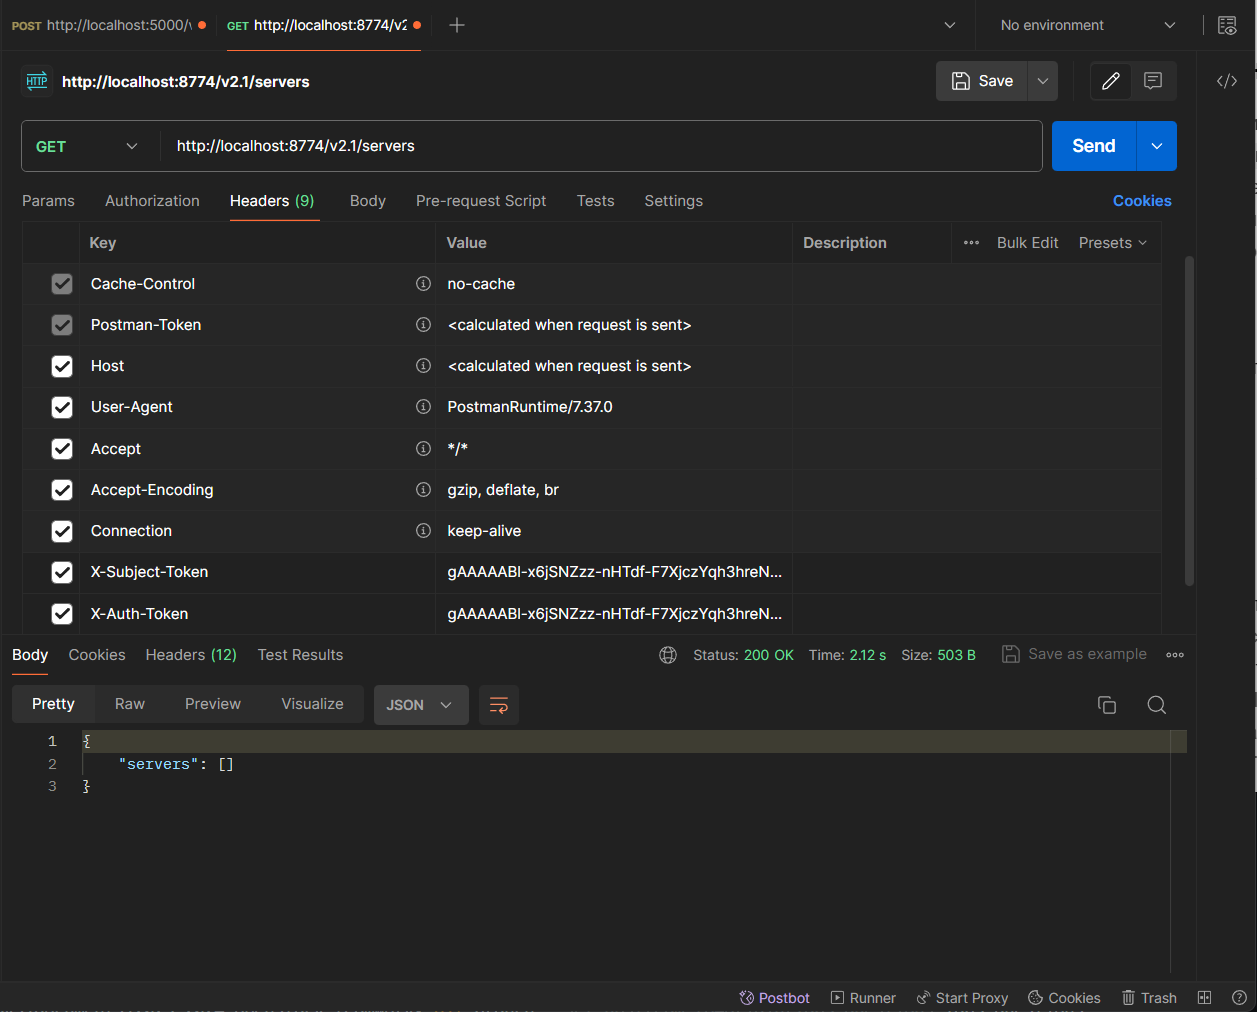 POST http://localhost:5000/v
GET http://localhost:8774/v2
No environment
HTTP http://localhost:8774/v2.1/servers
Save
GET
http://localhost:8774/v2.1/servers
Send
Params Authorization Headers (9) Body Pre-request Script Tests Settings Cookies
Key Value Description Bulk Edit Presets
Cache-Control no-cache
Postman-Token <calculated when request is sent>
Host <calculated when request is sent>
User-Agent PostmanRuntime/7.37.0
Accept */*
Accept-Encoding gzip, deflate, br
Connection keep-alive
X-Subject-Token gAAAAABl-x6jSNZzz-nHTdf-F7XjczYqh3hreN...
X-Auth-Token gAAAAABl-x6jSNZzz-nHTdf-F7XjczYqh3hreN...
Body Cookies Headers (12) Test Results Status: 200 OK Time: 2.12 s Size: 503 B Save as example
Pretty Raw Preview Visualize JSON
1 {
2 "servers": []
3 }
Postbot Runner Start Proxy Cookies Trash